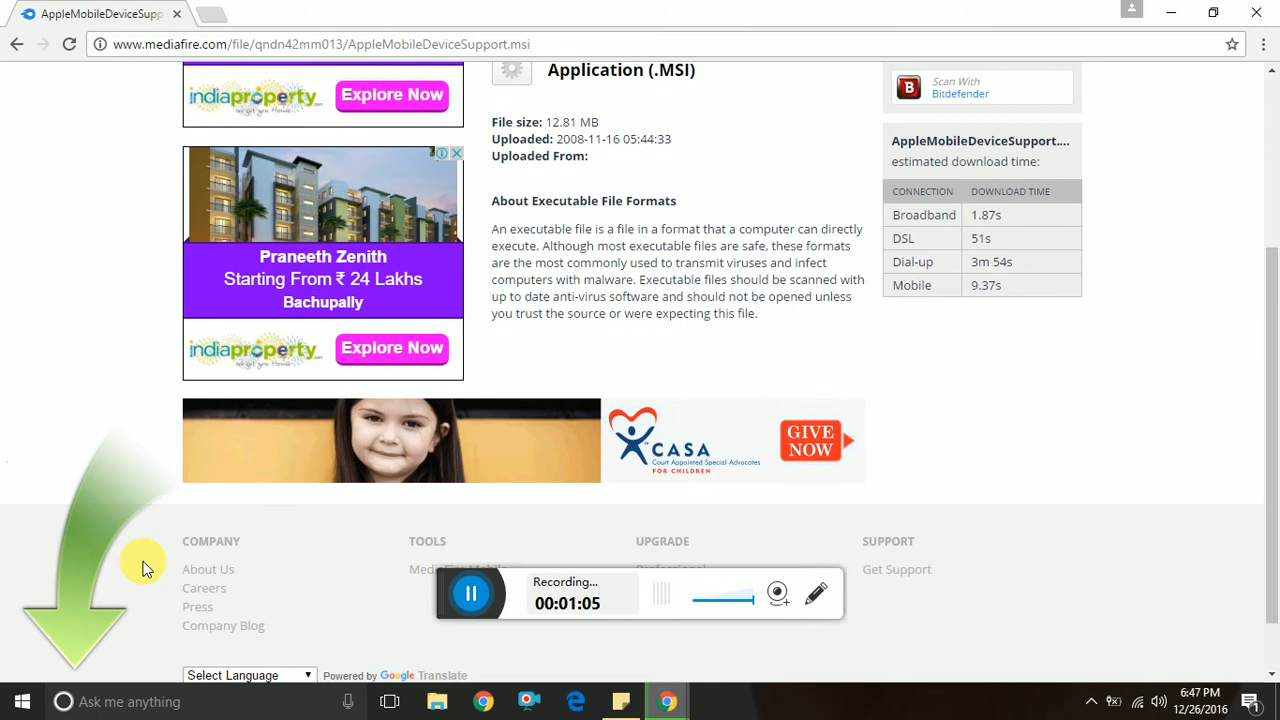 AppleMobileDeviceSupp
www.mediafire.com/file/qndn42mm013/AppleMobileDeviceSupport.msi
indiaproperty.com
Explore Now
Praneeth Zenith
Starting From ₹ 24 Lakhs
Bachupally
indiaproperty.com
Explore Now
Application (.MSI)
File size: 12.81 MB
Uploaded: 2008-11-16 05:44:33
Uploaded From:
About Executable File Formats
An executable file is a file in a format that a computer can directly
execute. Although most executable files are safe, these formats
are the most commonly used to transmit viruses and infect
computers with malware. Executable files should be scanned with
up to date anti-virus software and should not be opened unless
you trust the source or were expecting this file.
B
Scan With
Bitdefender
AppleMobileDeviceSupport....
estimated download time:
CONNECTION DOWNLOAD TIME
Broadband 1.87s
DSL 51s
Dial-up 3m 54s
Mobile 9.37s
CASA
Court Appointed Special Advocates
FOR CHILDREN
GIVE
NOW
COMPANY
About Us
Careers
Press
Company Blog
TOOLS
MediaFire Mobile
UPGRADE
Professional
SUPPORT
Get Support
Recording...
00:01:05
Select Language
Powered by Google Translate
Ask me anything
6:47 PM
12/26/2016
1